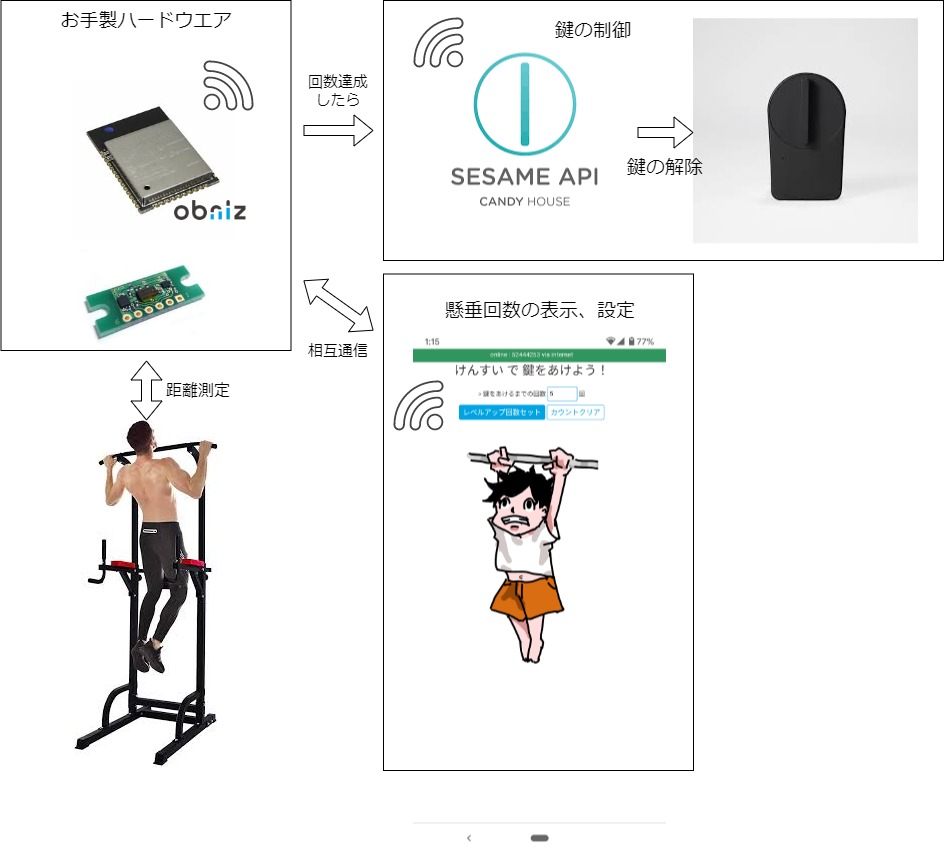 お手製ハードウエア
obniz
距離測定
回数達成
したら
鍵の制御
SESAME API
CANDY HOUSE
鍵の解除
相互通信
懸垂回数の表示、設定
1:15
77%
online : 52444253 via internet
けんすい で 鍵をあけよう！
鍵をあけるまでの回数 5 回
レベルアップ回数セット カウントクリア